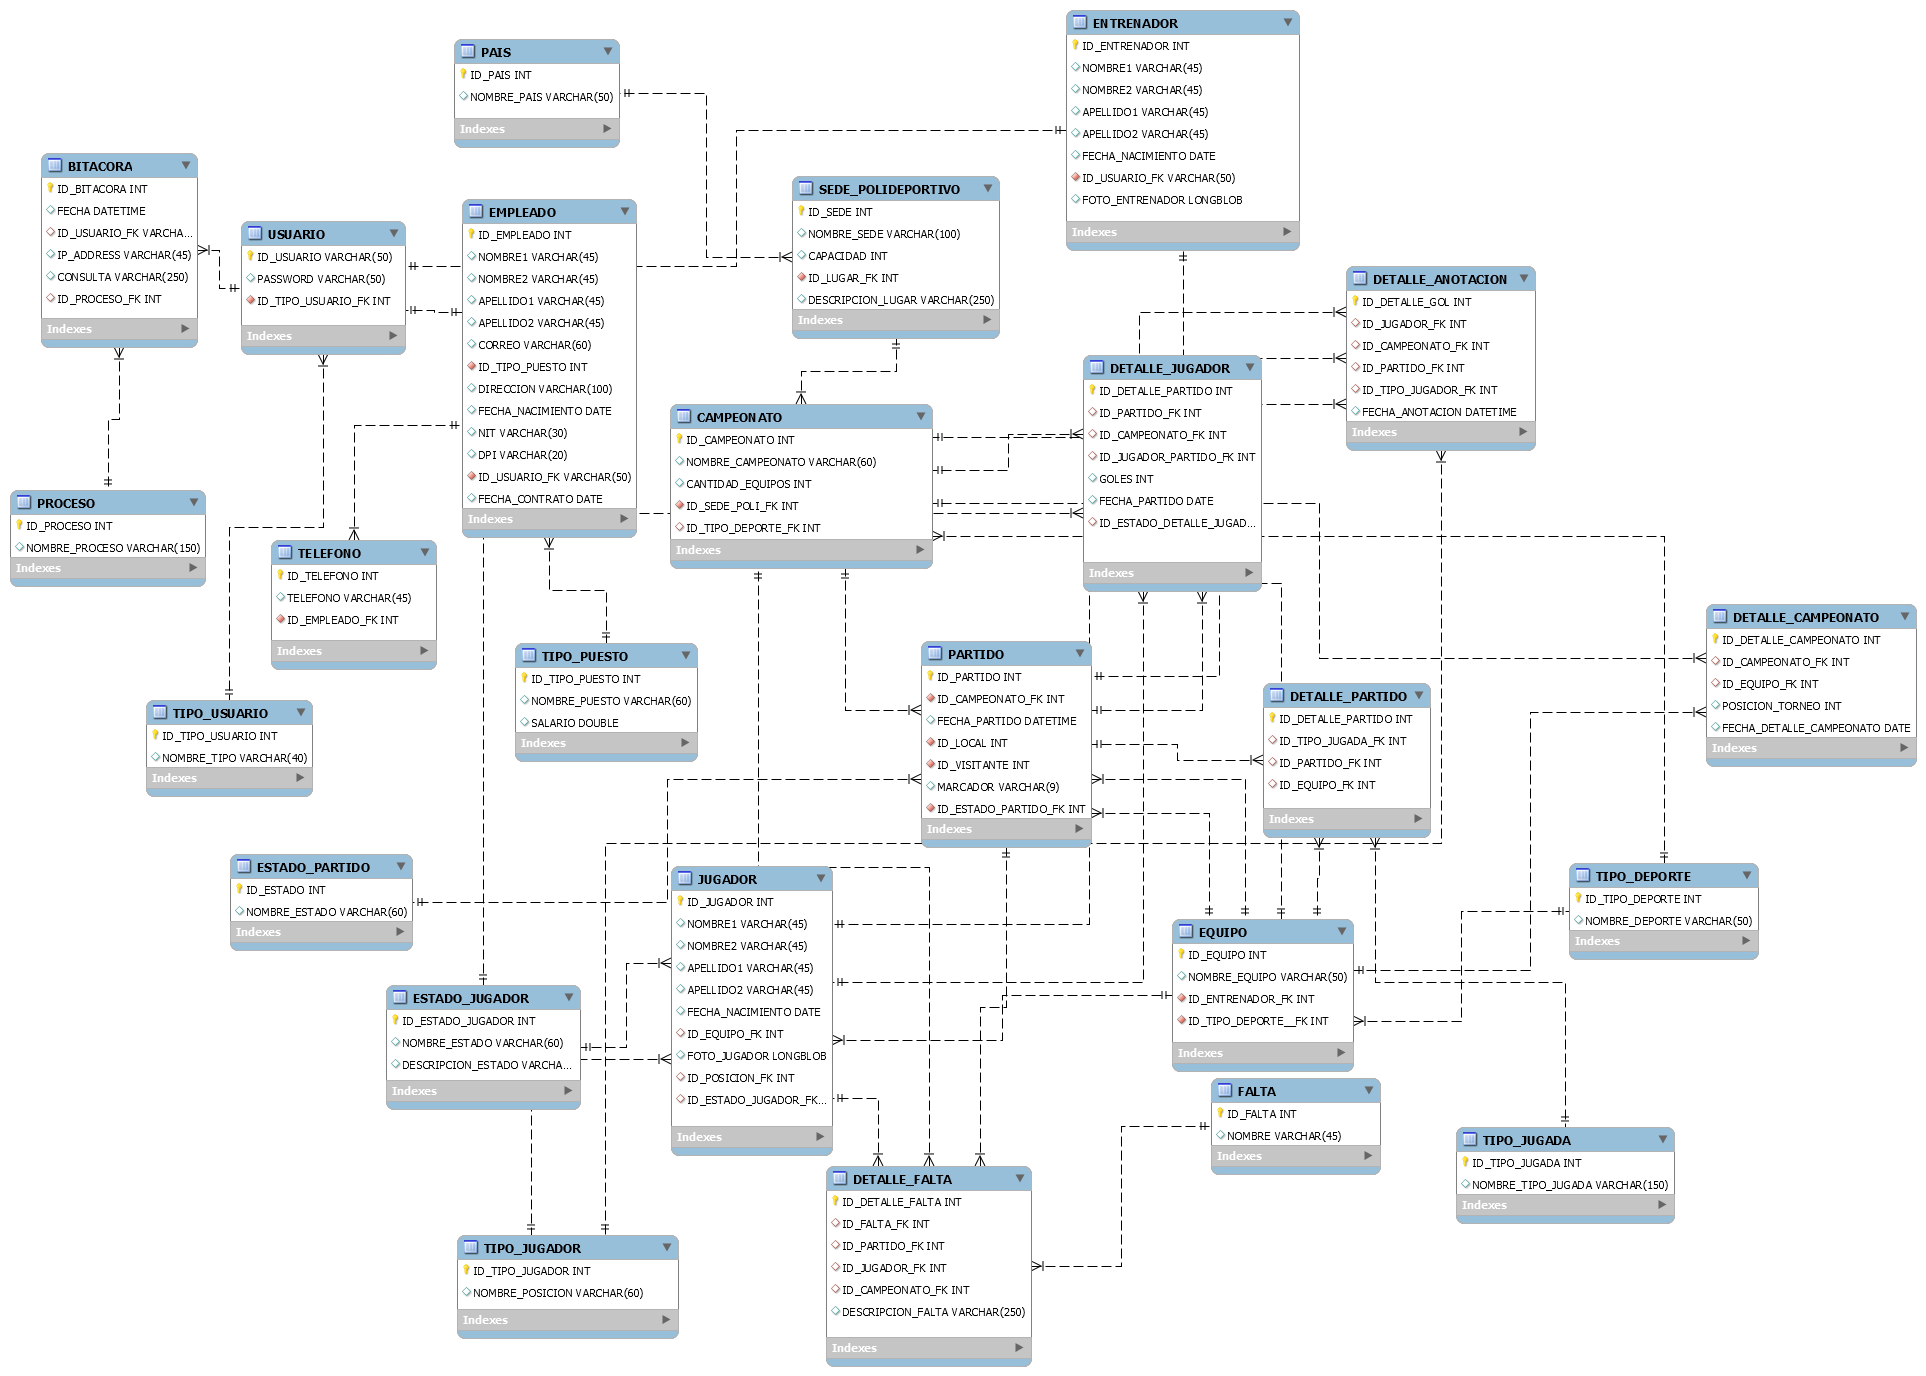 PAIS
ID_PAIS INT
NOMBRE_PAIS VARCHAR(50)
Indexes
ENTRENADOR
ID_ENTRENADOR INT
NOMBRE1 VARCHAR(45)
NOMBRE2 VARCHAR(45)
APELLIDO1 VARCHAR(45)
APELLIDO2 VARCHAR(45)
FECHA_NACIMIENTO DATE
ID_USUARIO_FK VARCHAR(50)
FOTO_ENTRENADOR LONGBLOB
Indexes
BITACORA
ID_BITACORA INT
FECHA DATETIME
ID_USUARIO_FK VARCHA...
IP_ADDRESS VARCHAR(45)
CONSULTA VARCHAR(250)
ID_PROCESO_FK INT
Indexes
USUARIO
ID_USUARIO VARCHAR(50)
PASSWORD VARCHAR(50)
ID_TIPO_USUARIO_FK INT
Indexes
EMPLEADO
ID_EMPLEADO INT
NOMBRE1 VARCHAR(45)
NOMBRE2 VARCHAR(45)
APELLIDO1 VARCHAR(45)
APELLIDO2 VARCHAR(45)
CORREO VARCHAR(60)
ID_TIPO_PUESTO INT
DIRECCION VARCHAR(100)
FECHA_NACIMIENTO DATE
NIT VARCHAR(30)
DPI VARCHAR(20)
ID_USUARIO_FK VARCHAR(50)
FECHA_CONTRATO DATE
Indexes
SEDE_POLIDEPORTIVO
ID_SEDE INT
NOMBRE_SEDE VARCHAR(100)
CAPACIDAD INT
ID_LUGAR_FK INT
DESCRIPCION_LUGAR VARCHAR(250)
Indexes
DETALLE_ANOTACION
ID_DETALLE_GOL INT
ID_JUGADOR_FK INT
ID_CAMPEONATO_FK INT
ID_PARTIDO_FK INT
ID_TIPO_JUGADOR_FK INT
FECHA_ANOTACION DATETIME
Indexes
DETALLE_JUGADOR
ID_DETALLE_PARTIDO INT
ID_PARTIDO_FK INT
ID_CAMPEONATO_FK INT
ID_JUGADOR_PARTIDO_FK INT
GOLES INT
FECHA_PARTIDO DATE
ID_ESTADO_DETALLE_JUGAD...
Indexes
CAMPEONATO
ID_CAMPEONATO INT
NOMBRE_CAMPEONATO VARCHAR(60)
CANTIDAD_EQUIPOS INT
ID_SEDE_POLI_FK INT
ID_TIPO_DEPORTE_FK INT
Indexes
PROCESO
ID_PROCESO INT
NOMBRE_PROCESO VARCHAR(150)
Indexes
TELEFONO
ID_TELEFONO INT
TELEFONO VARCHAR(45)
ID_EMPLEADO_FK INT
Indexes
TIPO_PUESTO
ID_TIPO_PUESTO INT
NOMBRE_PUESTO VARCHAR(60)
SALARIO DOUBLE
Indexes
PARTIDO
ID_PARTIDO INT
ID_CAMPEONATO_FK INT
FECHA_PARTIDO DATETIME
ID_LOCAL INT
ID_VISITANTE INT
MARCADOR VARCHAR(9)
ID_ESTADO_PARTIDO_FK INT
Indexes
DETALLE_CAMPEONATO
ID_DETALLE_CAMPEONATO INT
ID_CAMPEONATO_FK INT
ID_EQUIPO_FK INT
POSICION_TORNEO INT
FECHA_DETALLE_CAMPEONATO DATE
Indexes
DETALLE_PARTIDO
ID_DETALLE_PARTIDO INT
ID_TIPO_JUGADA_FK INT
ID_PARTIDO_FK INT
ID_EQUIPO_FK INT
Indexes
TIPO_USUARIO
ID_TIPO_USUARIO INT
NOMBRE_TIPO VARCHAR(40)
Indexes
ESTADO_PARTIDO
ID_ESTADO INT
NOMBRE_ESTADO VARCHAR(60)
Indexes
JUGADOR
ID_JUGADOR INT
NOMBRE1 VARCHAR(45)
NOMBRE2 VARCHAR(45)
APELLIDO1 VARCHAR(45)
APELLIDO2 VARCHAR(45)
FECHA_NACIMIENTO DATE
ID_EQUIPO_FK INT
FOTO_JUGADOR LONGBLOB
ID_POSICION_FK INT
ID_ESTADO_JUGADOR_FK...
Indexes
TIPO_DEPORTE
ID_TIPO_DEPORTE INT
NOMBRE_DEPORTE VARCHAR(50)
Indexes
EQUIPO
ID_EQUIPO INT
NOMBRE_EQUIPO VARCHAR(50)
ID_ENTRENADOR_FK INT
ID_TIPO_DEPORTE__FK INT
Indexes
ESTADO_JUGADOR
ID_ESTADO_JUGADOR INT
NOMBRE_ESTADO VARCHAR(60)
DESCRIPCION_ESTADO VARCHA...
Indexes
FALTA
ID_FALTA INT
NOMBRE VARCHAR(45)
Indexes
TIPO_JUGADA
ID_TIPO_JUGADA INT
NOMBRE_TIPO_JUGADA VARCHAR(150)
Indexes
DETALLE_FALTA
ID_DETALLE_FALTA INT
ID_FALTA_FK INT
ID_PARTIDO_FK INT
ID_JUGADOR_FK INT
ID_CAMPEONATO_FK INT
DESCRIPCION_FALTA VARCHAR(250)
Indexes
TIPO_JUGADOR
ID_TIPO_JUGADOR INT
NOMBRE_POSICION VARCHAR(60)
Indexes